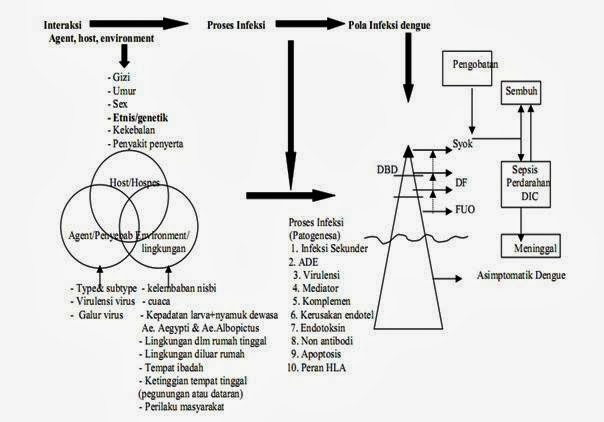 Interaksi
Agent, host, environment
Proses Infeksi
Pola Infeksi dengue
- Gizi
- Umur
- Sex
- Etnis/genetik
- Kekebalan
- Penyakit penyerta
Host/Hospes
Agent/Penyebab
Environment/
lingkungan
- Type& subtype
- Virulensi virus
- Galur virus
- kelembaban nisbi
- cuaca
- Kepadatan larva+nyamuk dewasa
Ae. Aegypti & Ae.Albopictus
- Lingkungan dlm rumah tinggal
- Lingkungan diluar rumah
- Tempat ibadah
- Ketinggian tempat tinggal
(pegunungan atau dataran)
- Perilaku masyarakat
Proses Infeksi
(Patogenesa)
1. Infeksi Sekunder
2. ADE
3. Virulensi
4. Mediator
5. Komplemen
6. Kerusakan endotel
7. Endotoksin
8. Non antibodi
9. Apoptosis
10. Peran HLA
Pengobatan
Sembuh
Syok
DBD
DF
FUO
Sepsis
Perdarahan
DIC
Meninggal
Asimptomatik Dengue